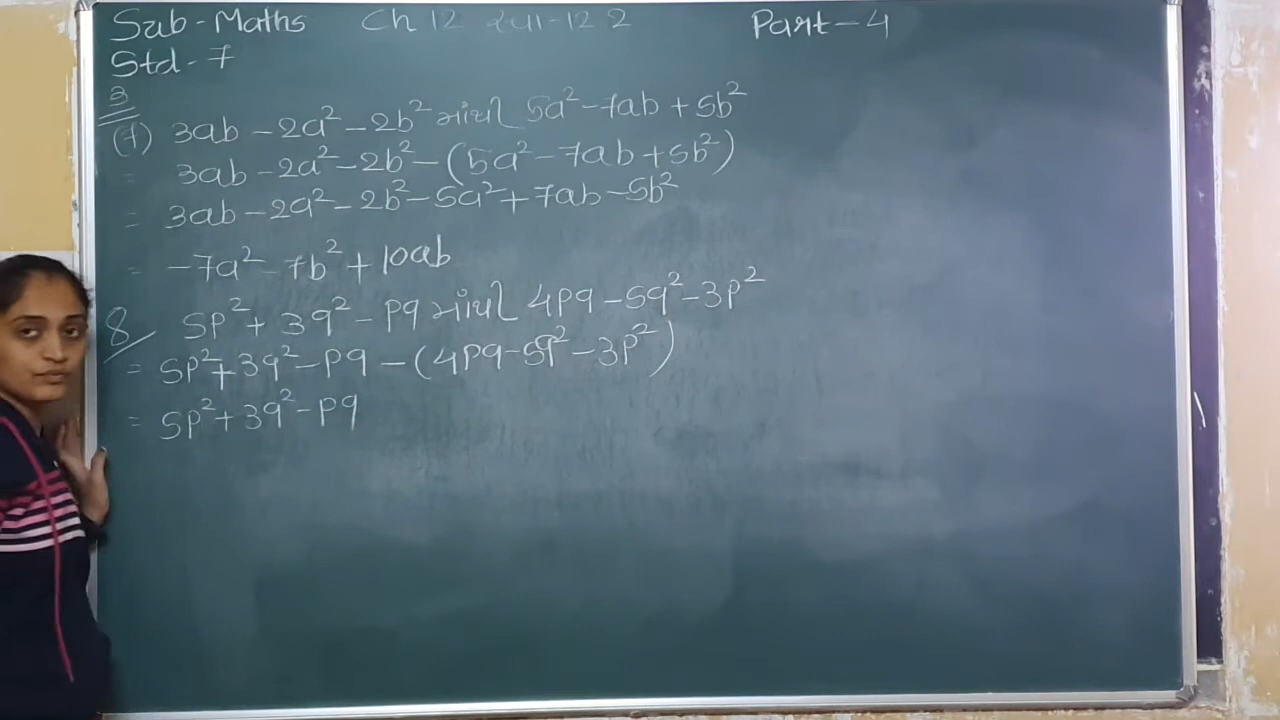 Sub-Maths Ch 12 સ્વા-12.2 Part-4
Std-7
3
(f) 3ab - 2a² - 2b² માંથી 5a² - 7ab + 5b²
= 3ab - 2a² - 2b² - (5a² - 7ab + 5b²)
= 3ab - 2a² - 2b² - 5a² + 7ab - 5b²
= -7a² - 7b² + 10ab
8 5p² + 3q² - pq માંથી 4pq - 5q² - 3p²
= 5p² + 3q² - pq - (4pq - 5q² - 3p²)
= 5p² + 3q² - pq